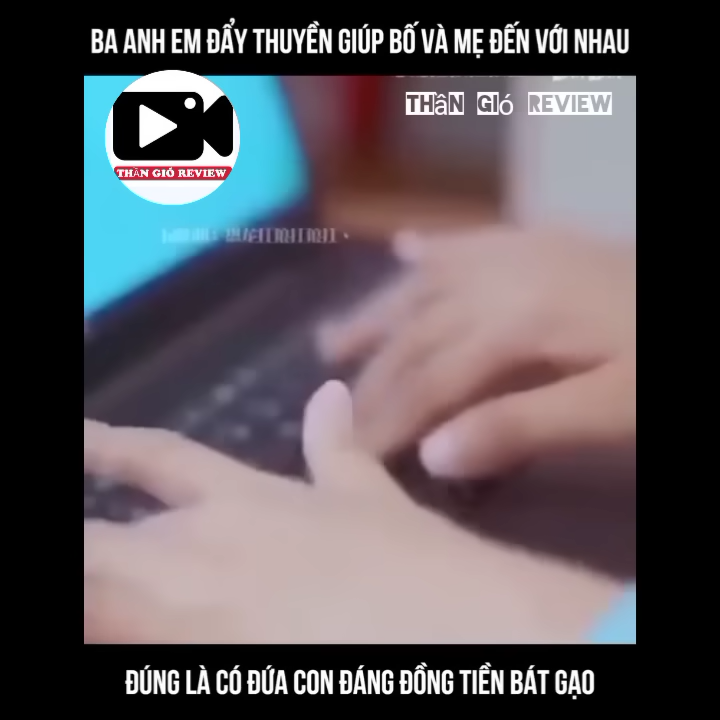 BA ANH EM ĐẨY THUYỀN GIÚP BỐ VÀ MẸ ĐẾN VỚI NHAU
THầN GIó REVIEW
THẦN GIÓ REVIEW
ĐÚNG LÀ CÓ ĐỨA CON ĐÁNG ĐỒNG TIỀN BÁT GẠO